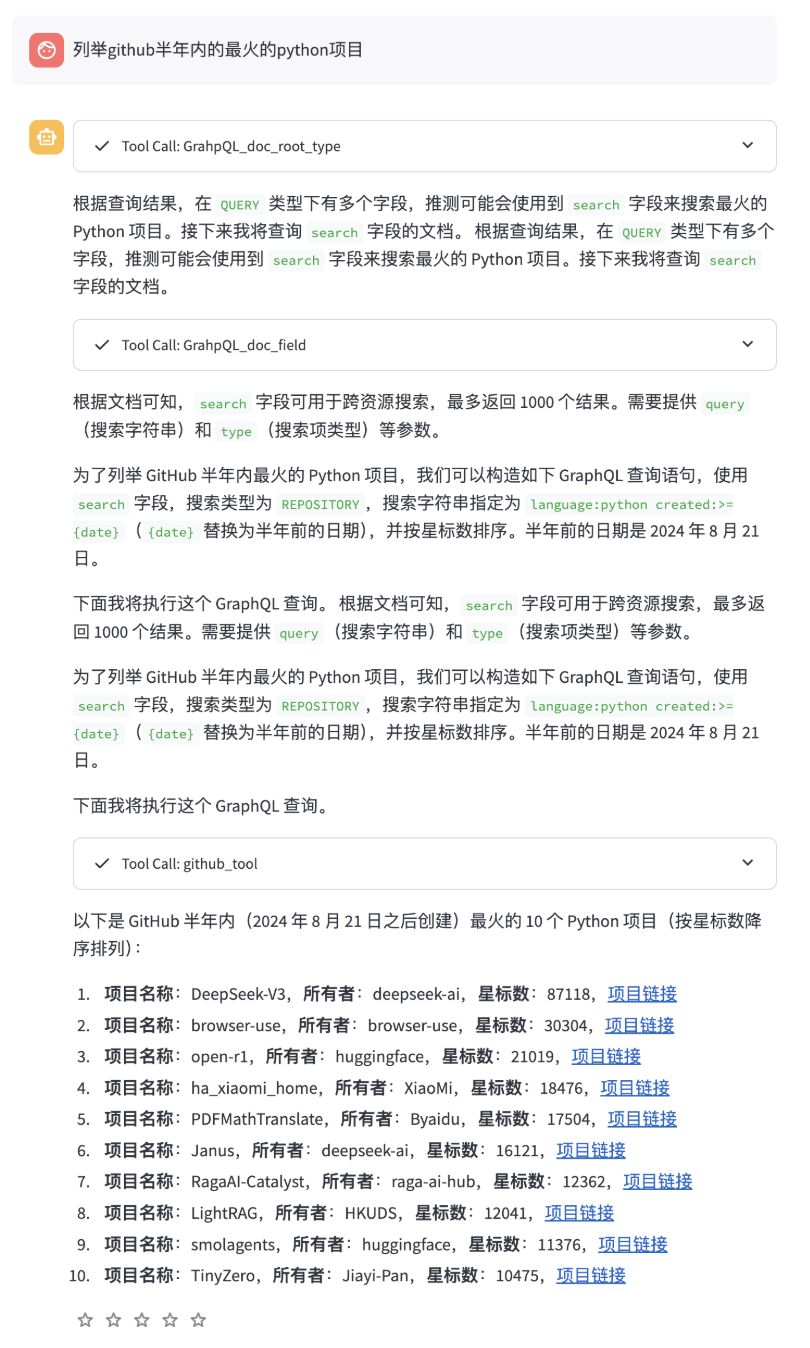 列举github半年内的最火的python项目
Tool Call: GrahpQL_doc_root_type
根据查询结果，在 QUERY 类型下有多个字段，推测可能会使用到 search 字段来搜索最火的
Python 项目。接下来我将查询 search 字段的文档。 根据查询结果，在 QUERY 类型下有多个
字段，推测可能会使用到 search 字段来搜索最火的 Python 项目。接下来我将查询 search
字段的文档。
Tool Call: GrahpQL_doc_field
根据文档可知， search 字段可用于跨资源搜索，最多返回 1000 个结果。需要提供 query
（搜索字符串）和 type （搜索项类型）等参数。
为了列举 GitHub 半年内最火的 Python 项目，我们可以构造如下 GraphQL 查询语句，使用
search 字段，搜索类型为 REPOSITORY ，搜索字符串指定为 language:python created:>=
{date} （ {date} 替换为半年前的日期），并按星标数排序。半年前的日期是 2024 年 8 月 21
日。
下面我将执行这个 GraphQL 查询。 根据文档可知， search 字段可用于跨资源搜索，最多返
回 1000 个结果。需要提供 query （搜索字符串）和 type （搜索项类型）等参数。
为了列举 GitHub 半年内最火的 Python 项目，我们可以构造如下 GraphQL 查询语句，使用
search 字段，搜索类型为 REPOSITORY ，搜索字符串指定为 language:python created:>=
{date} （ {date} 替换为半年前的日期），并按星标数排序。半年前的日期是 2024 年 8 月 21
日。
下面我将执行这个 GraphQL 查询。
Tool Call: github_tool
以下是 GitHub 半年内（2024 年 8 月 21 日之后创建）最火的 10 个 Python 项目（按星标数降
序排列）：
1. 项目名称：DeepSeek-V3，所有者：deepseek-ai，星标数：87118，项目链接
2. 项目名称：browser-use，所有者：browser-use，星标数：30304，项目链接
3. 项目名称：open-r1，所有者：huggingface，星标数：21019，项目链接
4. 项目名称：ha_xiaomi_home，所有者：XiaoMi，星标数：18476，项目链接
5. 项目名称：PDFMathTranslate，所有者：Byaidu，星标数：17504，项目链接
6. 项目名称：Janus，所有者：deepseek-ai，星标数：16121，项目链接
7. 项目名称：RagaAI-Catalyst，所有者：raga-ai-hub，星标数：12362，项目链接
8. 项目名称：LightRAG，所有者：HKUDS，星标数：12041，项目链接
9. 项目名称：smolagents，所有者：huggingface，星标数：11376，项目链接
10. 项目名称：TinyZero，所有者：Jiayi-Pan，星标数：10475，项目链接